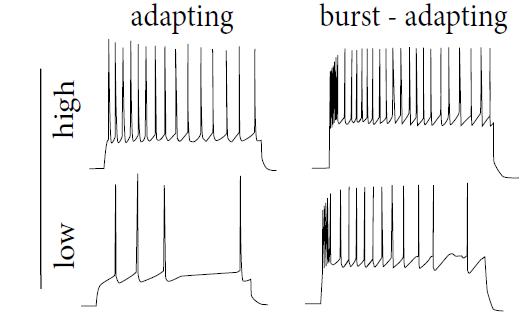 adapting
burst - adapting
high
low